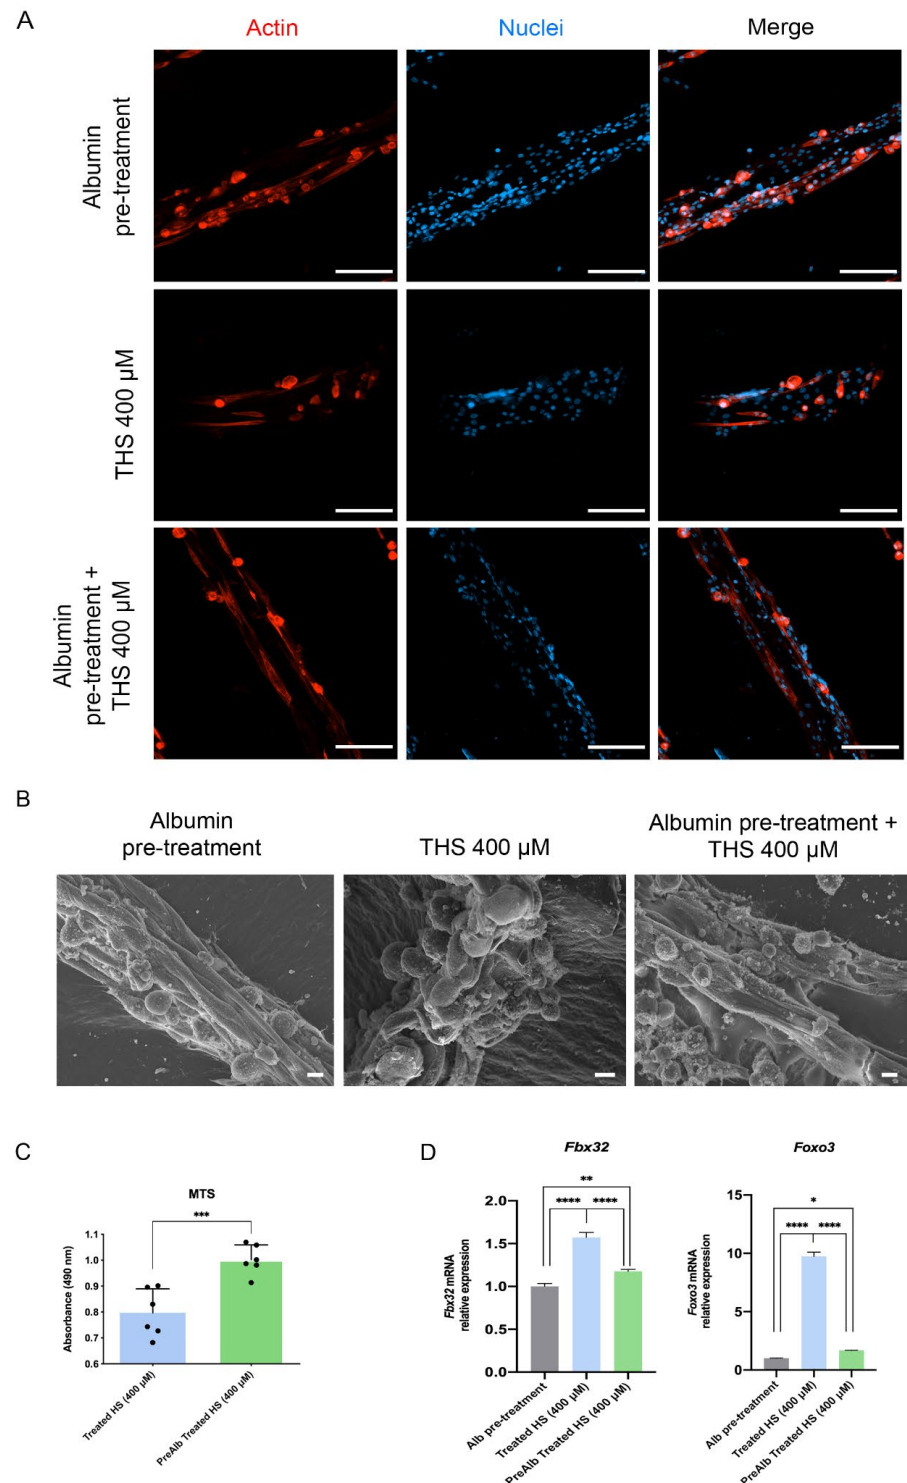 A
Actin
Nuclei
Merge
Albumin
pre-treatment
THS 400 µM
Albumin
pre-treatment +
THS 400 µM
B
Albumin
pre-treatment
THS 400 µM
Albumin pre-treatment +
THS 400 µM
C
MTS
***
Absorbance (490 nm)
1.1
1.0
0.9
0.8
0.7
0.6
Treated HS (400 µM)
PreAlb Treated HS (400 µM)
D
Fbx32
**
**** ****
Fbx32 mRNA
relative expression
2.0
1.5
1.0
0.5
0.0
Alb pre-treatment
Treated HS (400 µM)
PreAlb Treated HS (400 µM)
Foxo3
*
**** ****
Foxo3 mRNA
relative expression
15
10
5
0
Alb pre-treatment
Treated HS (400 µM)
PreAlb Treated HS (400 µM)